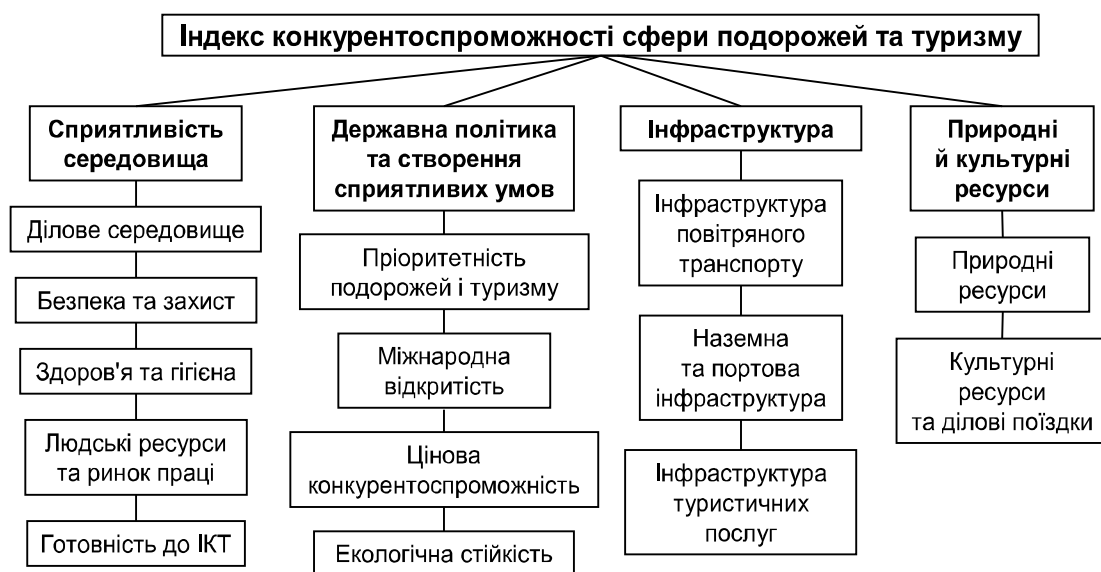 Індекс конкурентоспроможності сфери подорожей та туризму
Сприятливість
середовища
Ділове середовище
Безпека та захист
Здоров'я та гігієна
Людські ресурси
та ринок праці
Готовність до ІКТ
Державна політика
та створення
сприятливих умов
Пріоритетність
подорожей і туризму
Міжнародна
відкритість
Цінова
конкурентоспроможність
Екологічна стійкість
Інфраструктура
Інфраструктура
повітряного
транспорту
Наземна
та портова
інфраструктура
Інфраструктура
туристичних
послуг
Природні
й культурні
ресурси
Природні
ресурси
Культурні
ресурси
та ділові поїздки